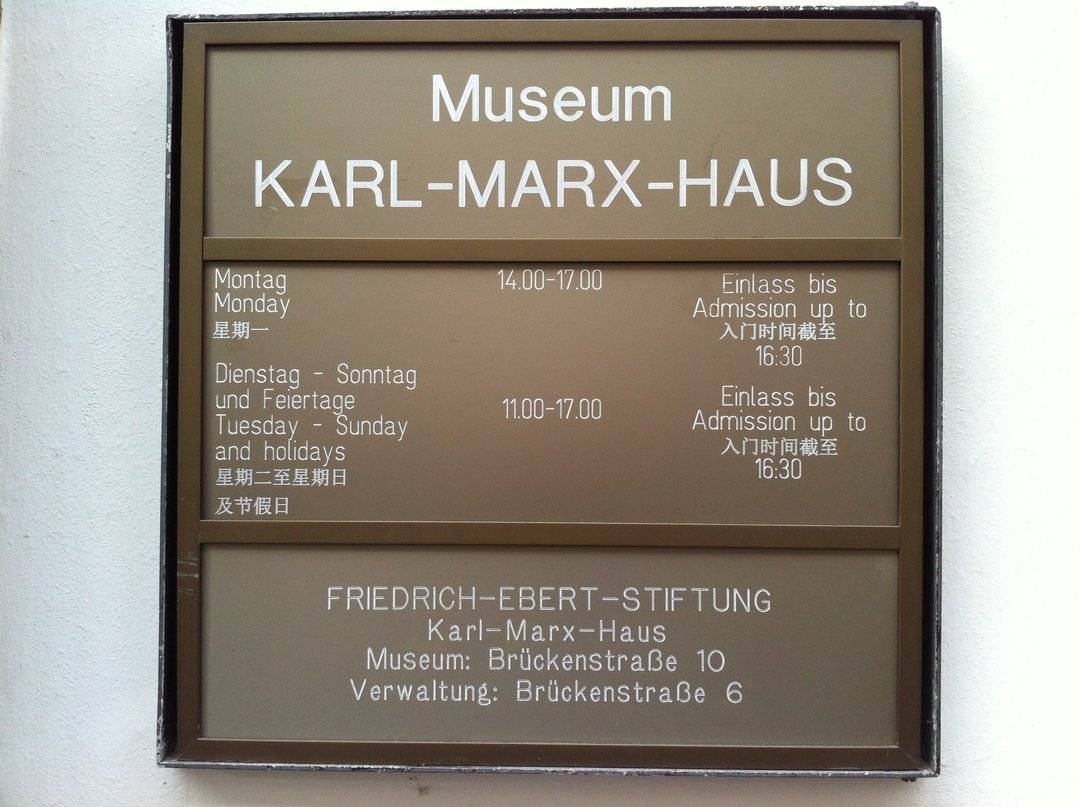 Museum
KARL-MARX-HAUS
Montag
Monday
星期一
14.00-17.00
Einlass bis
Admission up to
入门时间截至
16:30
Dienstag - Sonntag
und Feiertage
Tuesday - Sunday
and holidays
星期二至星期日
及节假日
11.00-17.00
Einlass bis
Admission up to
入门时间截至
16:30
FRIEDRICH-EBERT-STIFTUNG
Karl-Marx-Haus
Museum: Brückenstraße 10
Verwaltung: Brückenstraße 6